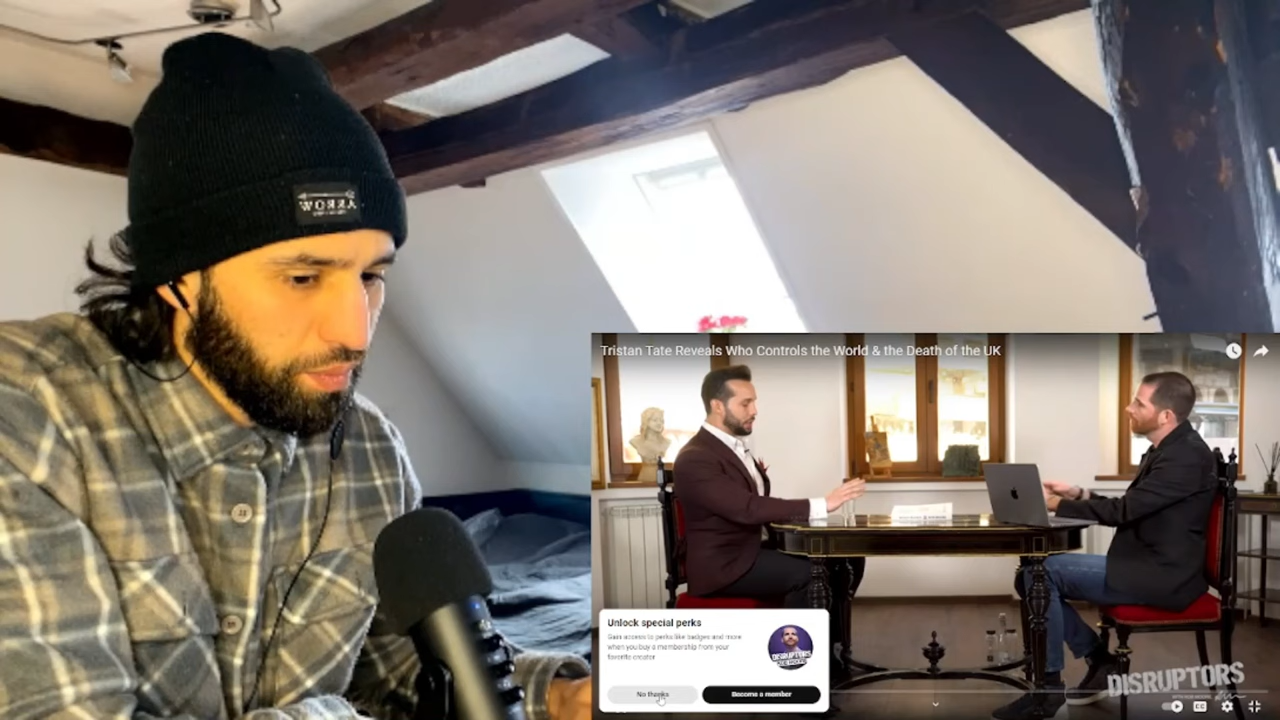 ARROW
Tristan Tate Reveals Who Controls the World & the Death of the UK
Unlock special perks
Gain access to perks like badges and more
when you buy a membership from your
favorite creator
DISRUPTORS
No thanks
Become a member
DISRUPTORS